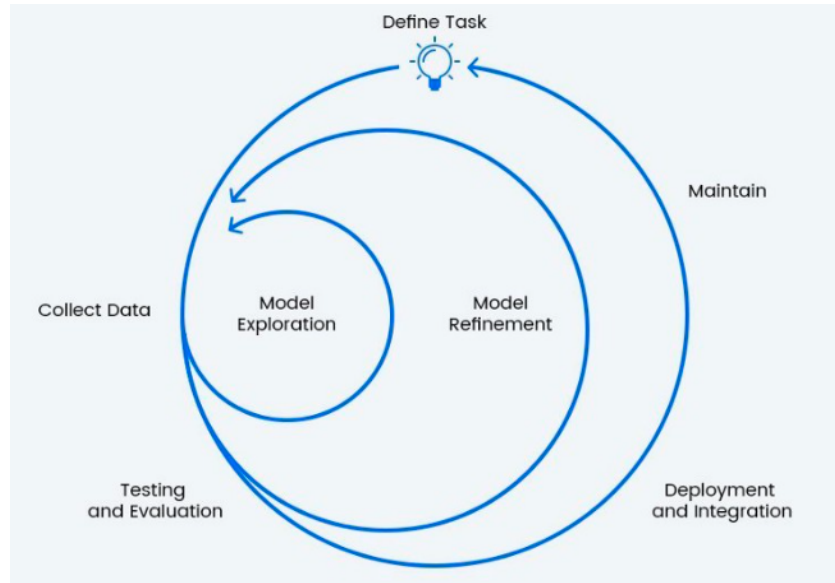 Define Task
Maintain
Collect Data
Model
Exploration
Model
Refinement
Testing
and Evaluation
Deployment
and Integration